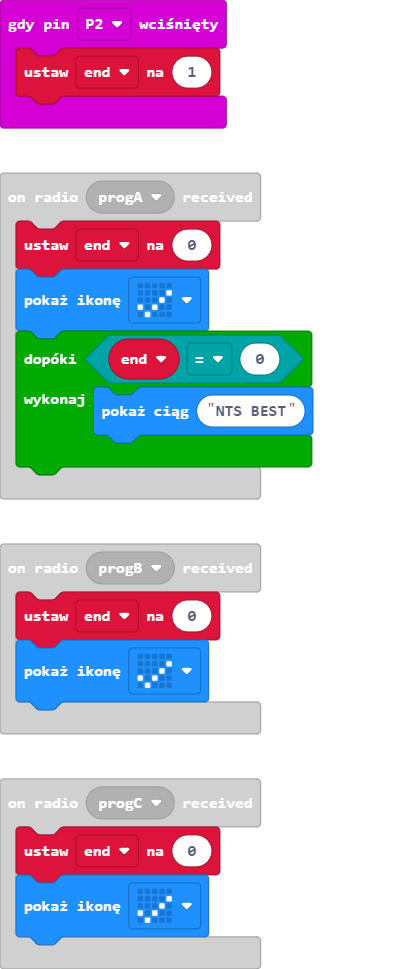 gdy pin P2 wciśnięty
ustaw end na 1
on radio progA received
ustaw end na 0
pokaż ikonę
dopóki end = 0
wykonaj
pokaż ciąg "NTS BEST"
on radio progB received
ustaw end na 0
pokaż ikonę
on radio progC received
ustaw end na 0
pokaż ikonę